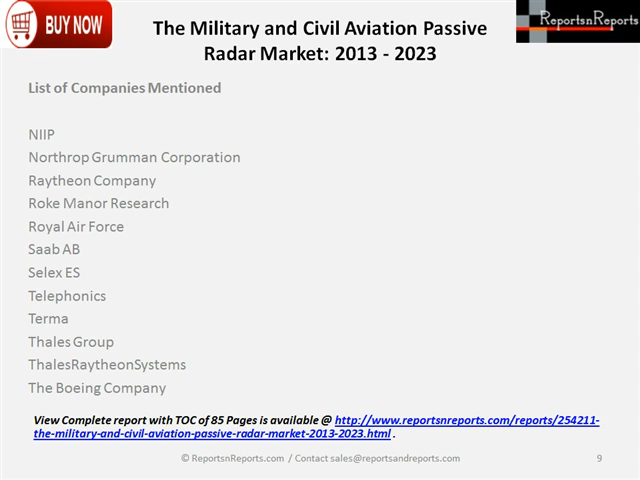 BUY NOW
The Military and Civil Aviation Passive
Radar Market: 2013 - 2023
ReportsnReports
List of Companies Mentioned
NIIP
Northrop Grumman Corporation
Raytheon Company
Roke Manor Research
Royal Air Force
Saab AB
Selex ES
Telephonics
Terma
Thales Group
ThalesRaytheonSystems
The Boeing Company
View Complete report with TOC of 85 Pages is available @ http://www.reportsnreports.com/reports/254211-
the-military-and-civil-aviation-passive-radar-market-2013-2023.html .
© ReportsnReports.com / Contact sales@reportsandreports.com
9